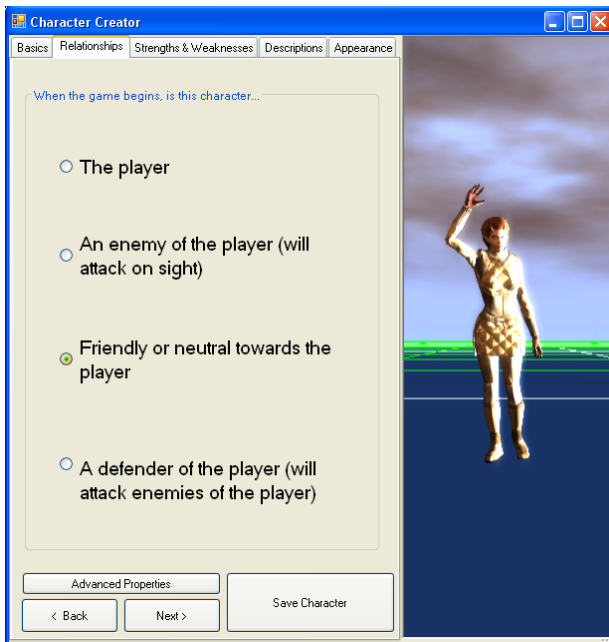 Character Creator
Basics Relationships Strengths & Weaknesses Descriptions Appearance
When the game begins, is this character...
The player
An enemy of the player (will
attack on sight)
Friendly or neutral towards the
player
A defender of the player (will
attack enemies of the player)
Advanced Properties
< Back Next > Save Character